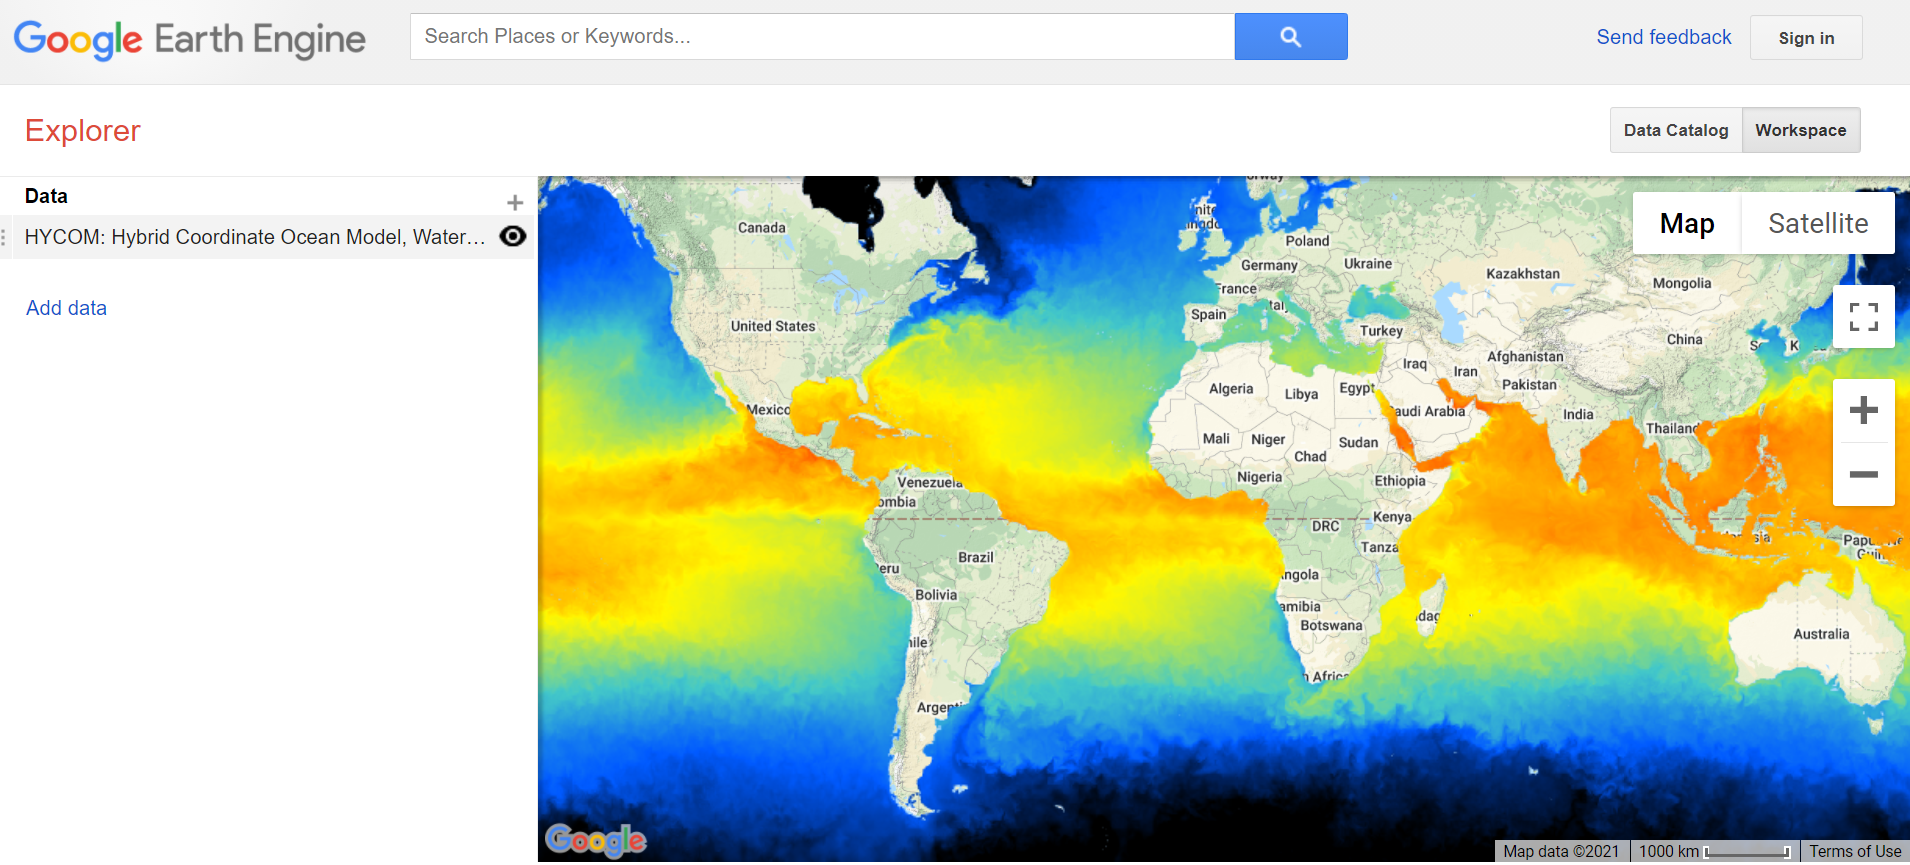 Google Earth Engine
Search Places or Keywords...
Send feedback
Sign in
Explorer
Data Catalog
Workspace
Data
HYCOM: Hybrid Coordinate Ocean Model, Water...
Add data
Map
Satellite
Canada
Poland
Germany
Ukraine
Kazakhstan
Mongolia
France
Spain
Turkey
United States
China
Iraq
Afghanistan
Iran
Pakistan
Algeria
Libya
Egypt
Mexico
audi Arabia
India
Thailand
Mali
Niger
Sudan
Chad
Venezuela
Nigeria
Ethiopia
ombia
DRC
Kenya
Brazil
Tanza
eru
ngola
Bolivia
amibia
Botswana
dag
hile
Australia
n Africa
Argenti
Google
Map data ©2021
1000 km
Terms of Use